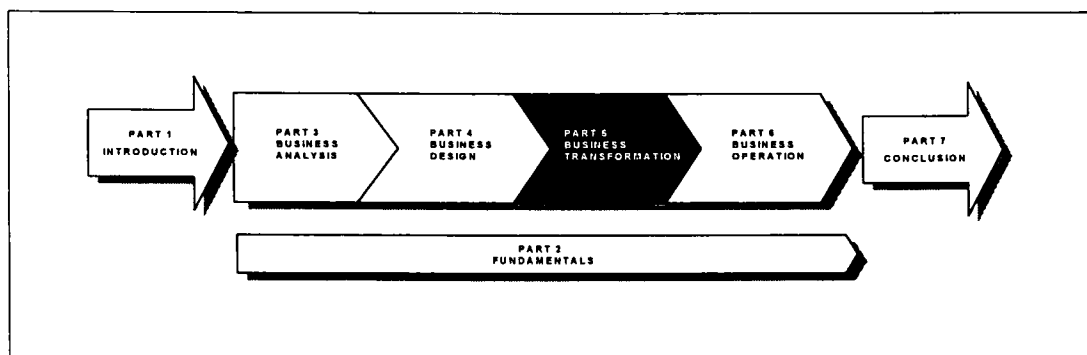 PART 1
INTRODUCTION
PART 3
BUSINESS
ANALYSIS
PART 4
BUSINESS
DESIGN
PART 5
BUSINESS
TRANSFORMATION
PART 6
BUSINESS
OPERATION
PART 7
CONCLUSION
PART 2
FUNDAMENTALS